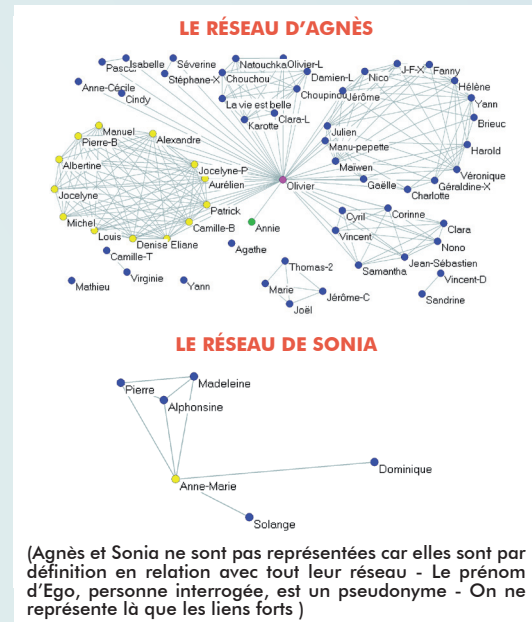 LE RÉSEAU D'AGNÈS
Pascal Isabelle Séverine Natouchka Olivier-L J-F-X Fanny
Stéphane-X Chouchou Damien-L Nico Hélène
Anne-Cécile Cindy La vie est belle Choupinou Jérôme Yann
Karotte Clara-L Brieuc
Manuel Alexandre Julien
Pierre-B Manu-pepette Harold
Albertine Jocelyne-P Maïwen Véronique
Jocelyne Aurélien Olivier Gaëlle Géraldine-X
Charlotte
Michel Patrick Cyril Corinne
Louis Camille-B Annie Vincent Clara
Denise Eliane Agathe Nono
Camille-T Thomas-2 Samantha Jean-Sébastien
Mathieu Virginie Yann Marie Jérôme-C Vincent-D
Joël Sandrine
LE RÉSEAU DE SONIA
Pierre Madeleine
Alphonsine
Dominique
Anne-Marie
Solange
(Agnès et Sonia ne sont pas représentées car elles sont par
définition en relation avec tout leur réseau - Le prénom
d'Ego, personne interrogée, est un pseudonyme - On ne
représente là que les liens forts )